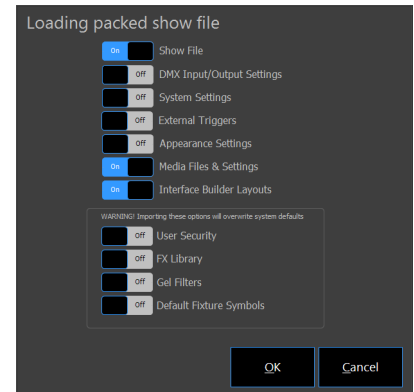 Loading packed show file
On Show File
Off DMX Input/Output Settings
Off System Settings
Off External Triggers
Off Appearance Settings
On Media Files & Settings
On Interface Builder Layouts
WARNING! Importing these options will overwrite system defaults
Off User Security
Off FX Library
Off Gel Filters
Off Default Fixture Symbols
OK Cancel